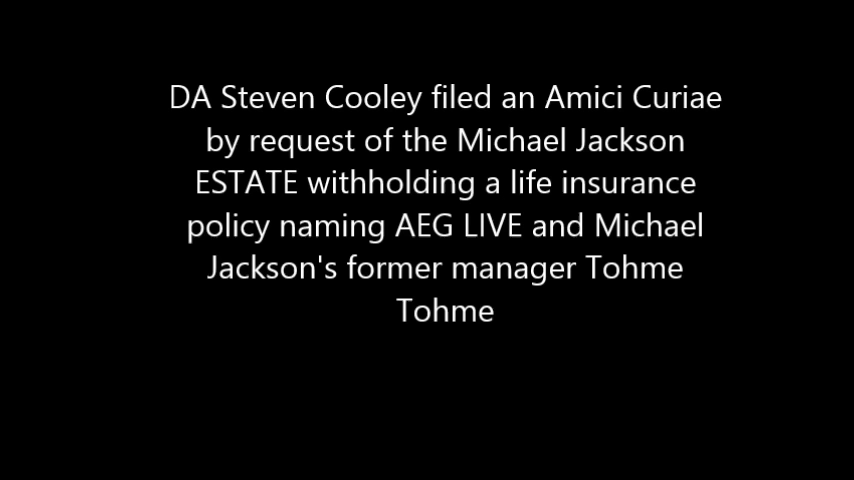 DA Steven Cooley filed an Amici Curiae
by request of the Michael Jackson
ESTATE withholding a life insurance
policy naming AEG LIVE and Michael
Jackson's former manager Tohme
Tohme